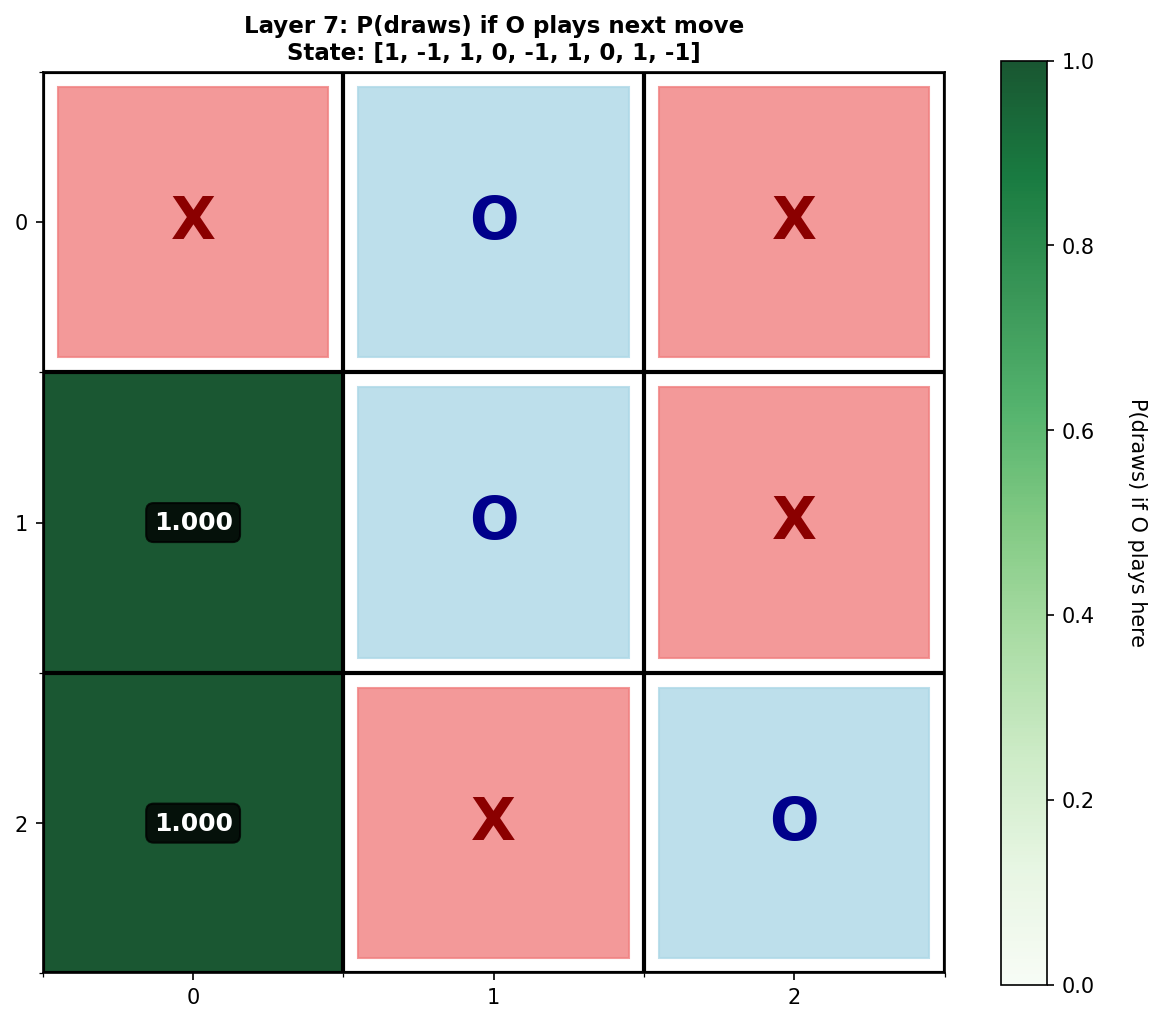 Layer 7: P(draws) if O plays next move
State: [1, -1, 1, 0, -1, 1, 0, 1, -1]
X
O
X
1.000
O
X
1.000
X
O
0
1
2
0
1
2
1.0
0.8
0.6
0.4
0.2
0.0
P(draws) if O plays here